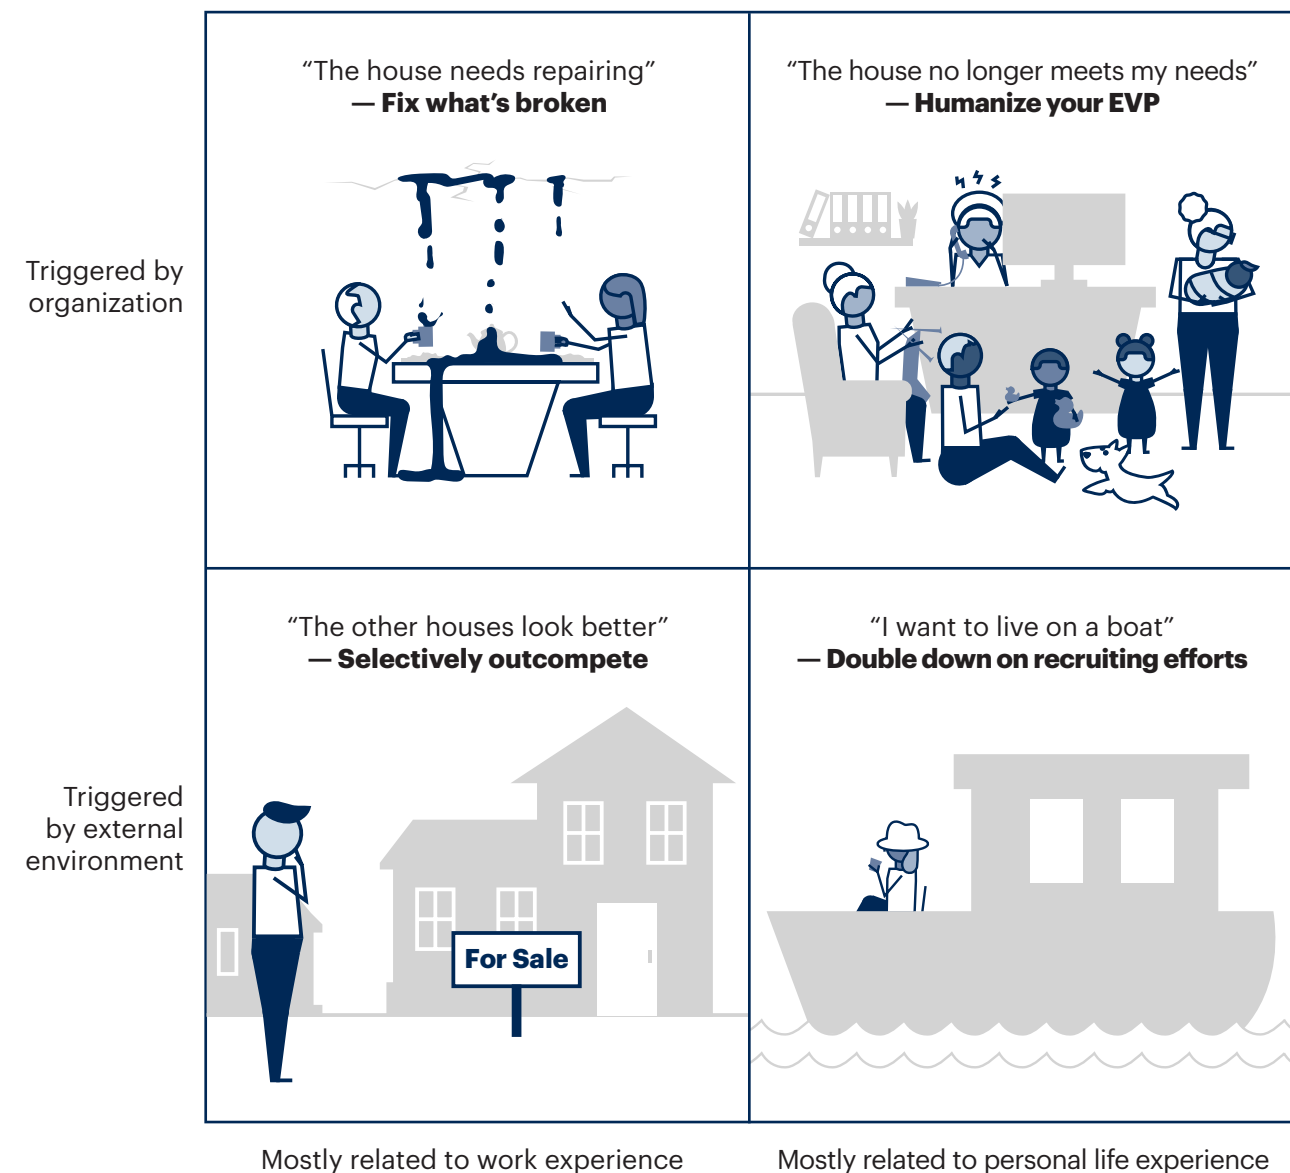 “The house needs repairing”
— Fix what’s broken
“The house no longer meets my needs”
— Humanize your EVP
Triggered by
organization
“The other houses look better”
— Selectively outcompete
“I want to live on a boat”
— Double down on recruiting efforts
Triggered
by external
environment
For Sale
Mostly related to work experience
Mostly related to personal life experience